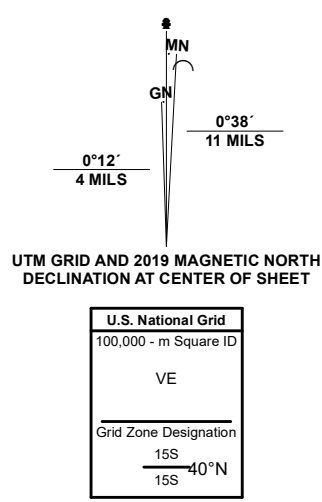 MN
GN
0°38´
11 MILS
0°12´
4 MILS
UTM GRID AND 2019 MAGNETIC NORTH
DECLINATION AT CENTER OF SHEET
U.S. National Grid
100,000 - m Square ID
VE
Grid Zone Designation
15S
40°N
15S